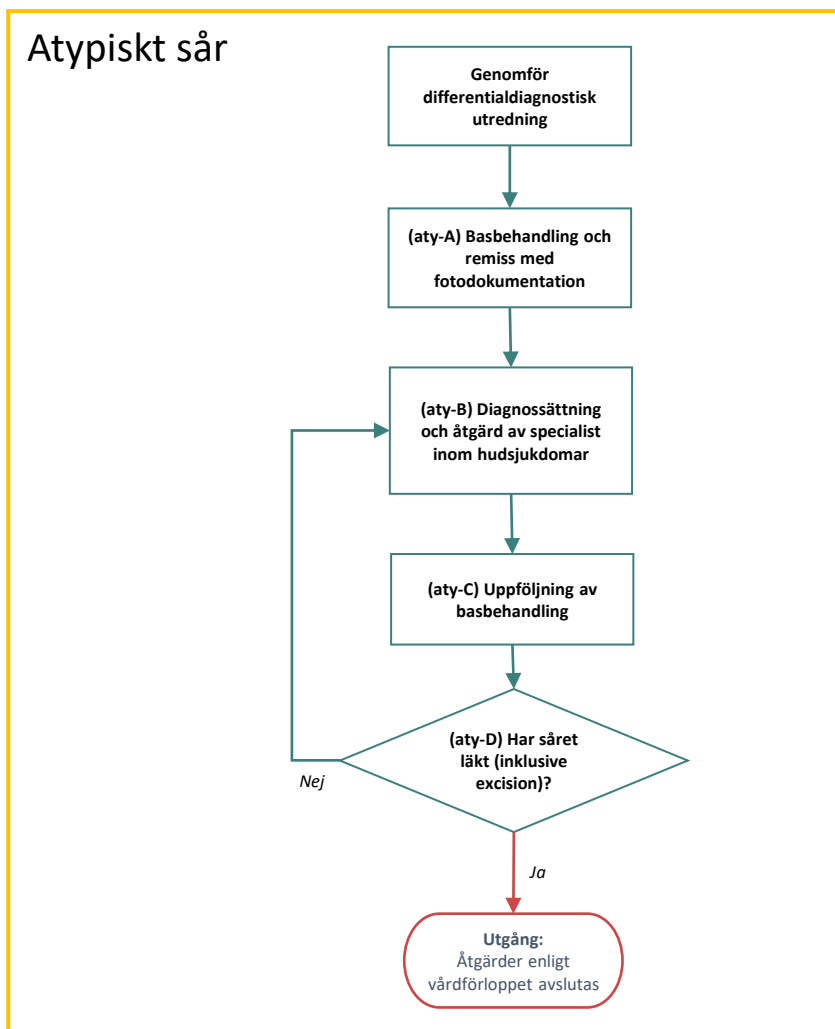 Atypiskt sår
Genomför
differentialdiagnostisk
utredning
(aty-A) Basbehandling och
remiss med
fotodokumentation
(aty-B) Diagnossättning
och åtgärd av specialist
inom hudsjukdomar
(aty-C) Uppföljning av
basbehandling
(aty-D) Har såret
läkt (inklusive
excision)?
Nej
Ja
Utgång:
Åtgärder enligt
vårdförloppet avslutas